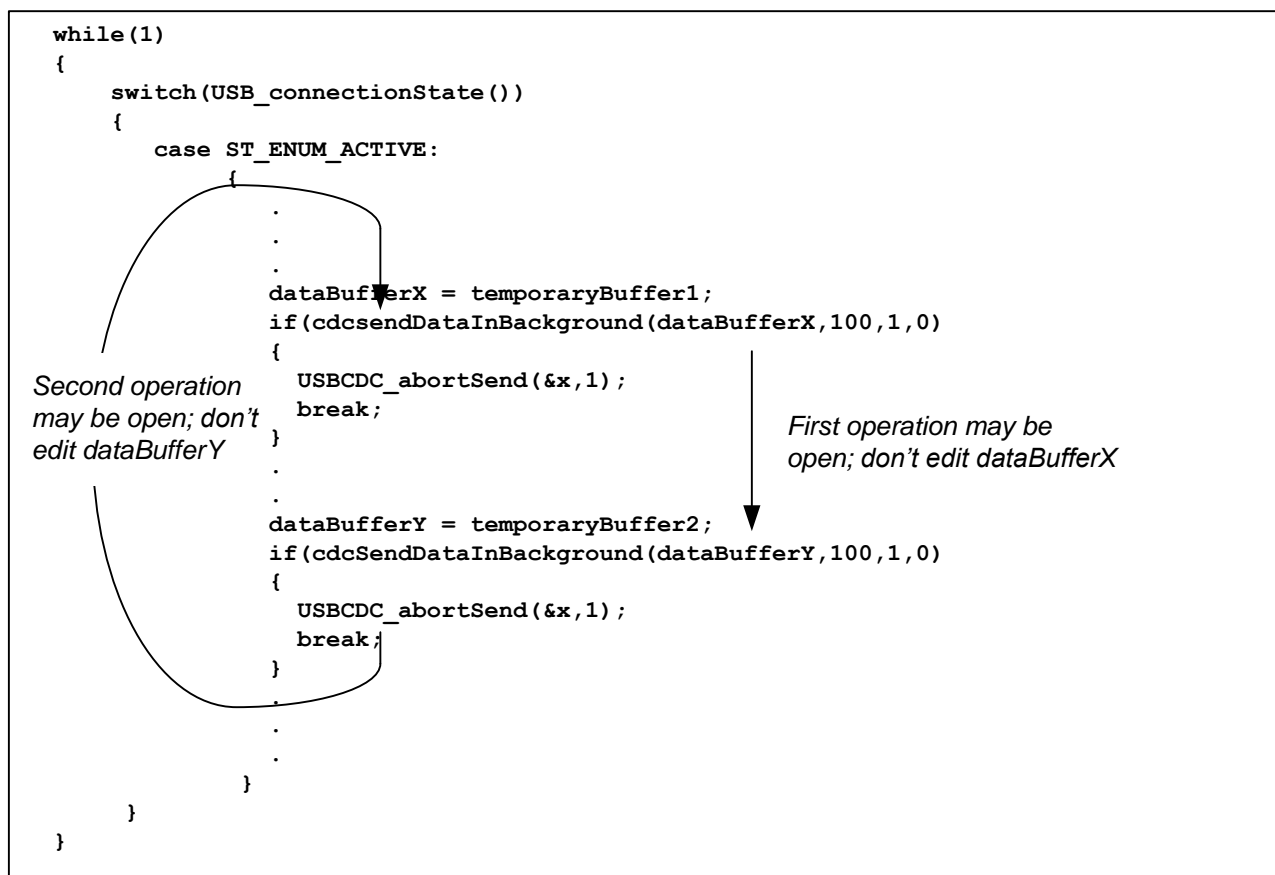 while(1)
{
switch(USB_connectionState())
{
case ST_ENUM_ACTIVE:
{
.
.
.
dataBufferX = temporaryBuffer1;
if(cdcsendDataInBackground(dataBufferX,100,1,0)
{
USBCDC_abortSend(&x,1);
break;
}
.
.
dataBufferY = temporaryBuffer2;
if(cdcSendDataInBackground(dataBufferY,100,1,0)
{
USBCDC_abortSend(&x,1);
break;
}
.
.
.
}
}
}
Second operation
may be open; don’t
edit dataBufferY
First operation may be
open; don’t edit dataBufferX